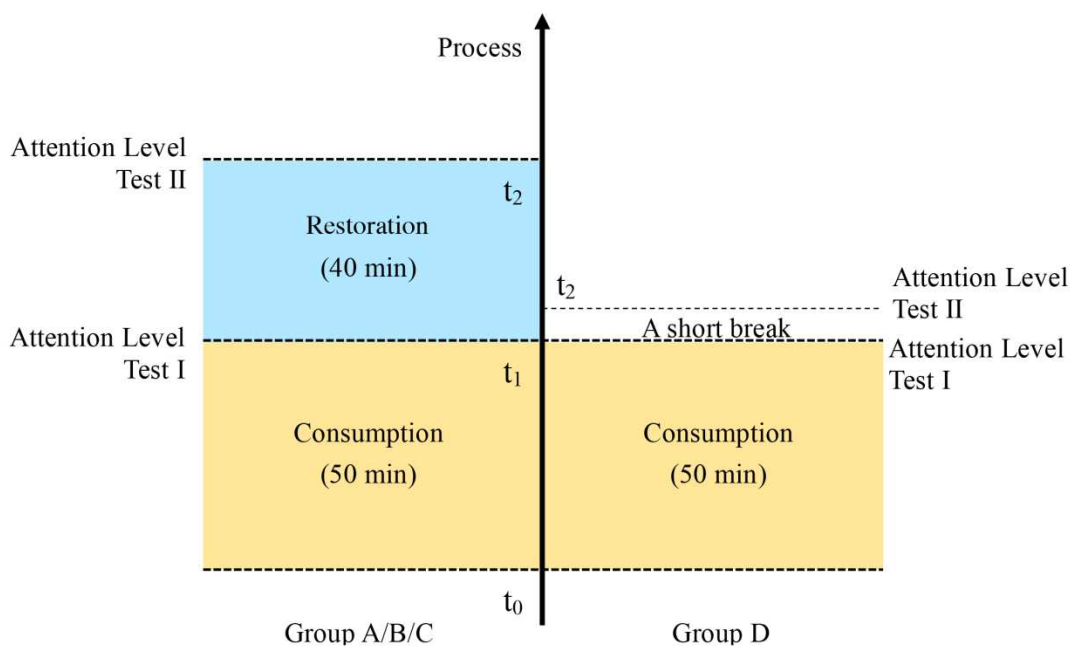 Process
Attention Level
Test II
t₂
Restoration
(40 min)
t₂
Attention Level
Test II
A short break
Attention Level
Test I
Attention Level
Test I
t₁
Consumption
(50 min)
Consumption
(50 min)
t₀
Group A/B/C
Group D